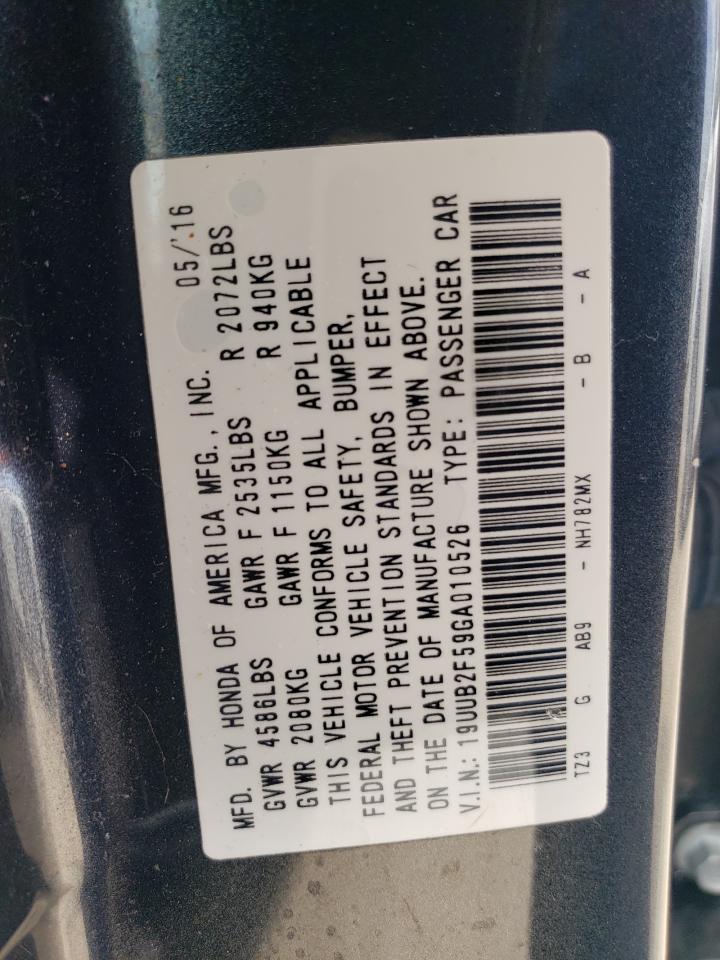 MFD. BY HONDA OF AMERICA MFG., INC. 05/'16
GVWR 4586LBS GAWR F 2535LBS R 2072LBS
GVWR 2080KG GAWR F 1150KG R 940KG
THIS VEHICLE CONFORMS TO ALL APPLICABLE
FEDERAL MOTOR VEHICLE SAFETY, BUMPER,
AND THEFT PREVENTION STANDARDS IN EFFECT
ON THE DATE OF MANUFACTURE SHOWN ABOVE.
V.I.N.: 19UUB2F59GA010526 TYPE: PASSENGER CAR
TZ3 G AB9 - NH782MX - B - A